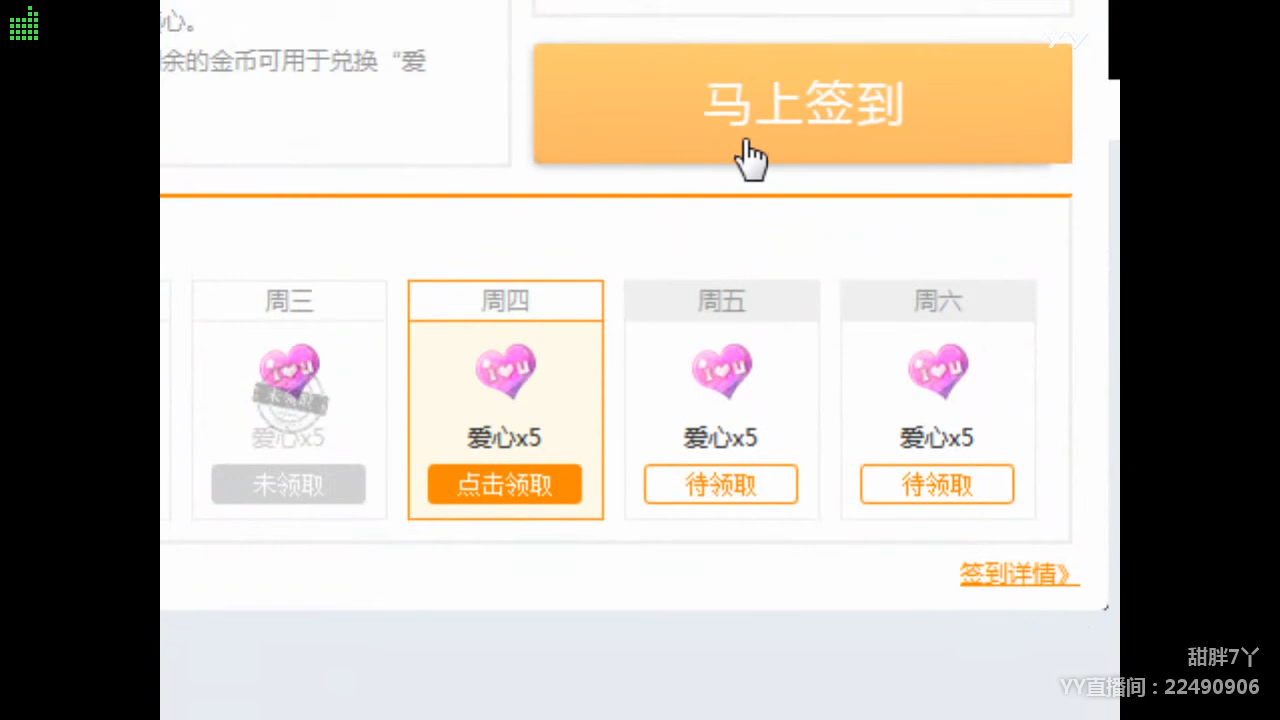 心。
余的金币可用于兑换“爱
YY
马上签到
周三
周四
周五
周六
i u
i u
i u
i u
爱心x5
爱心x5
爱心x5
爱心x5
未领取
点击领取
待领取
待领取
签到详情》
甜胖7丫
YY直播间：22490906